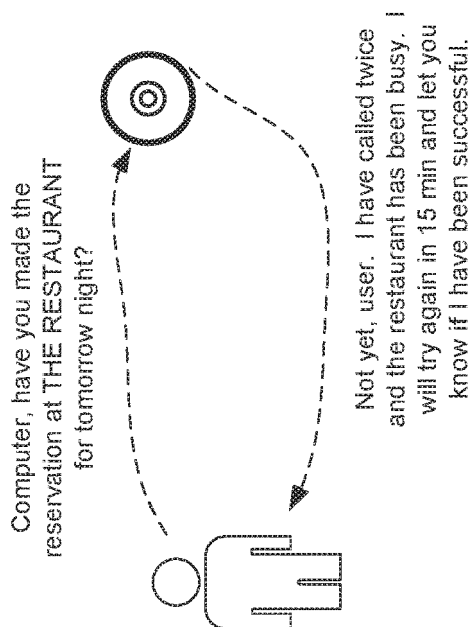 Computer, have you made the
reservation at THE RESTAURANT
for tomorrow night?
Not yet, user. I have called twice
and the restaurant has been busy. I
will try again in 15 min and let you
know if I have been successful.